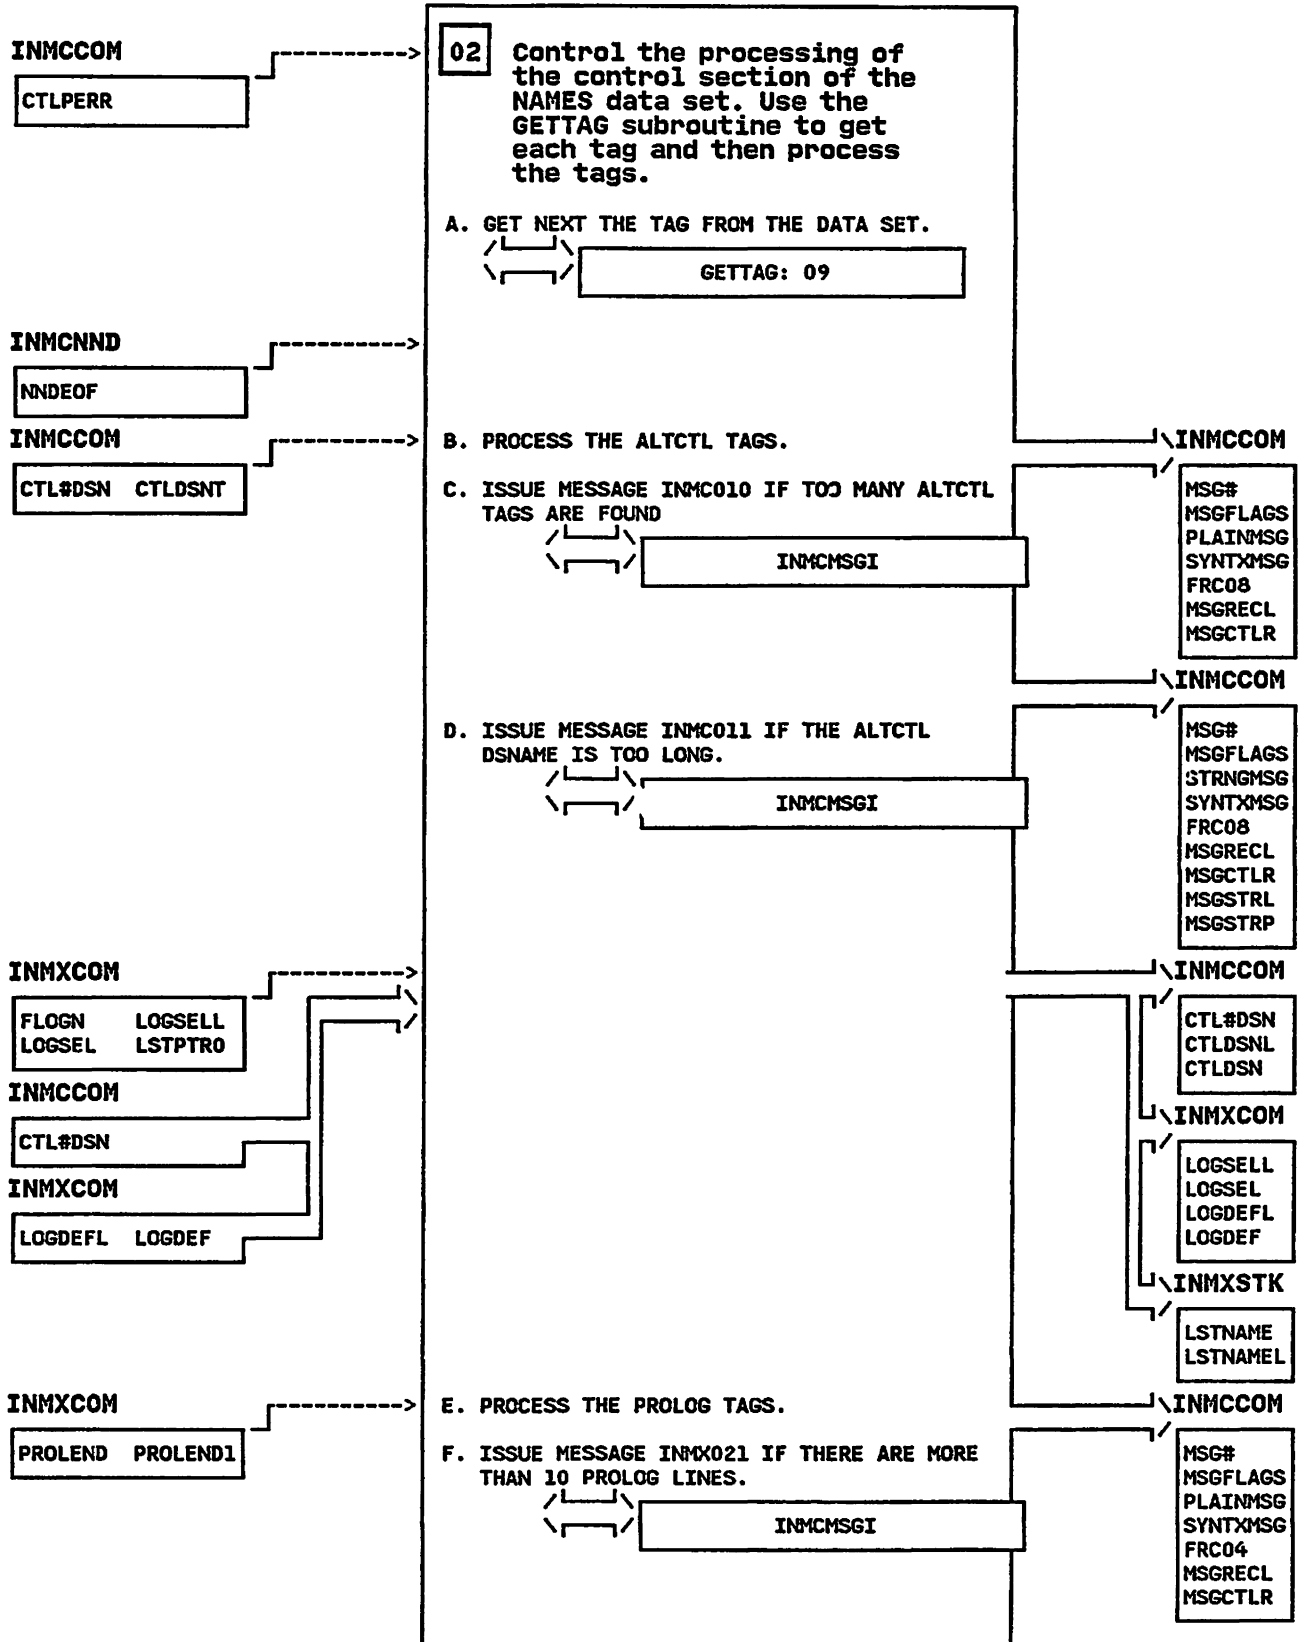 INMCCOM
CTLPERR
02
Control the processing of
the control section of the
NAMES data set. Use the
GETTAG subroutine to get
each tag and then process
the tags.
A. GET NEXT THE TAG FROM THE DATA SET.
GETTAG: 09
INMCNND
NNDEOF
INMCCOM
CTL#DSN CTLDSNT
B. PROCESS THE ALTCTL TAGS.
INMCCOM
C. ISSUE MESSAGE INMC010 IF TOO MANY ALTCTL
TAGS ARE FOUND
INMCMSGI
MSG#
MSGFLAGS
PLAINMSG
SYNTXMSG
FRC08
MSGRECL
MSGCTLR
INMCCOM
D. ISSUE MESSAGE INMC011 IF THE ALTCTL
DSNAME IS TOO LONG.
INMCMSGI
MSG#
MSGFLAGS
STRNGMSG
SYNTXMSG
FRC08
MSGRECL
MSGCTLR
MSGSTRL
MSGSTRP
INMXCOM
FLOGN LOGSELL
LOGSEL LSTPTRO
INMCCOM
CTL#DSN
INMXCOM
LOGDEFL LOGDEF
INMCCOM
CTL#DSN
CTLDSNL
CTLDSN
INMXCOM
LOGSELL
LOGSEL
LOGDEFL
LOGDEF
INMXSTK
LSTNAME
LSTNAMEL
INMXCOM
PROLEND PROLEND1
E. PROCESS THE PROLOG TAGS.
INMCCOM
F. ISSUE MESSAGE INMX021 IF THERE ARE MORE
THAN 10 PROLOG LINES.
INMCMSGI
MSG#
MSGFLAGS
PLAINMSG
SYNTXMSG
FRC04
MSGRECL
MSGCTLR